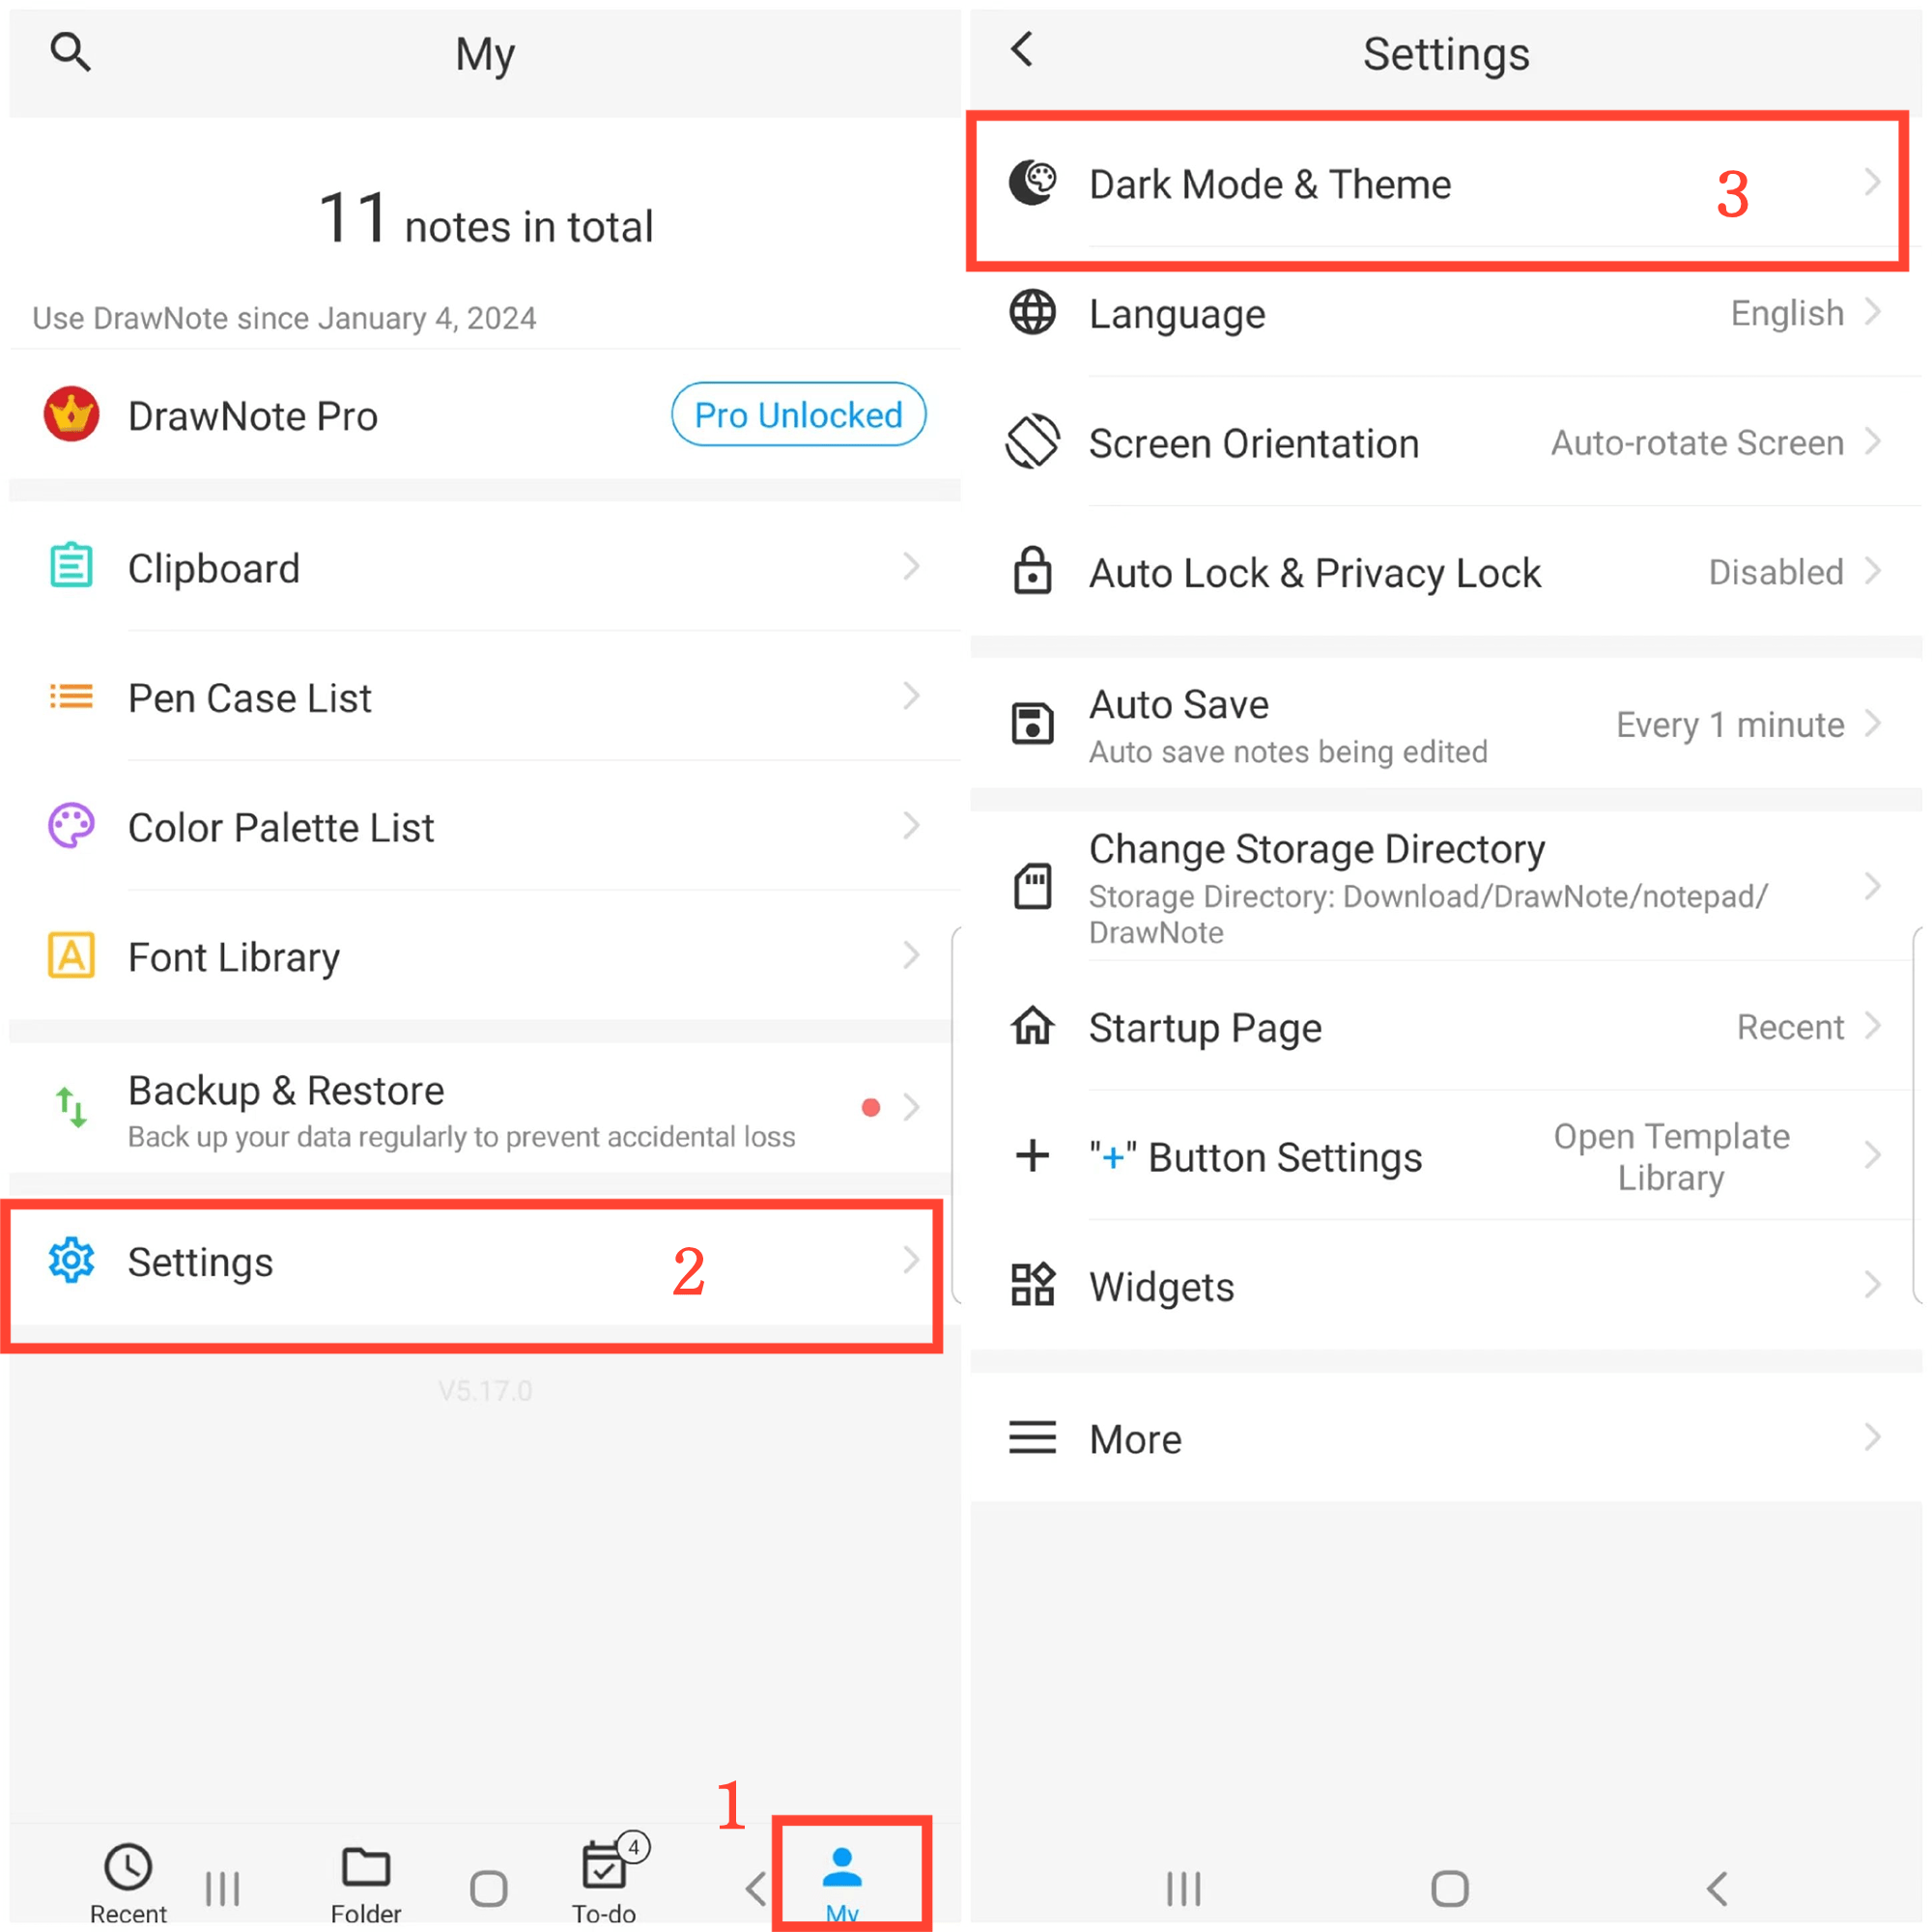 My
11 notes in total
Use DrawNote since January 4, 2024
DrawNote Pro
Pro Unlocked
Clipboard
Pen Case List
Color Palette List
Font Library
Backup & Restore
Back up your data regularly to prevent accidental loss
Settings
2
V5.17.0
1
4
Recent
Folder
To-do
My
Settings
Dark Mode & Theme
3
Language
English
Screen Orientation
Auto-rotate Screen
Auto Lock & Privacy Lock
Disabled
Auto Save
Auto save notes being edited
Every 1 minute
Change Storage Directory
Storage Directory: Download/DrawNote/notepad/
DrawNote
Startup Page
Recent
"+" Button Settings
Open Template
Library
Widgets
More